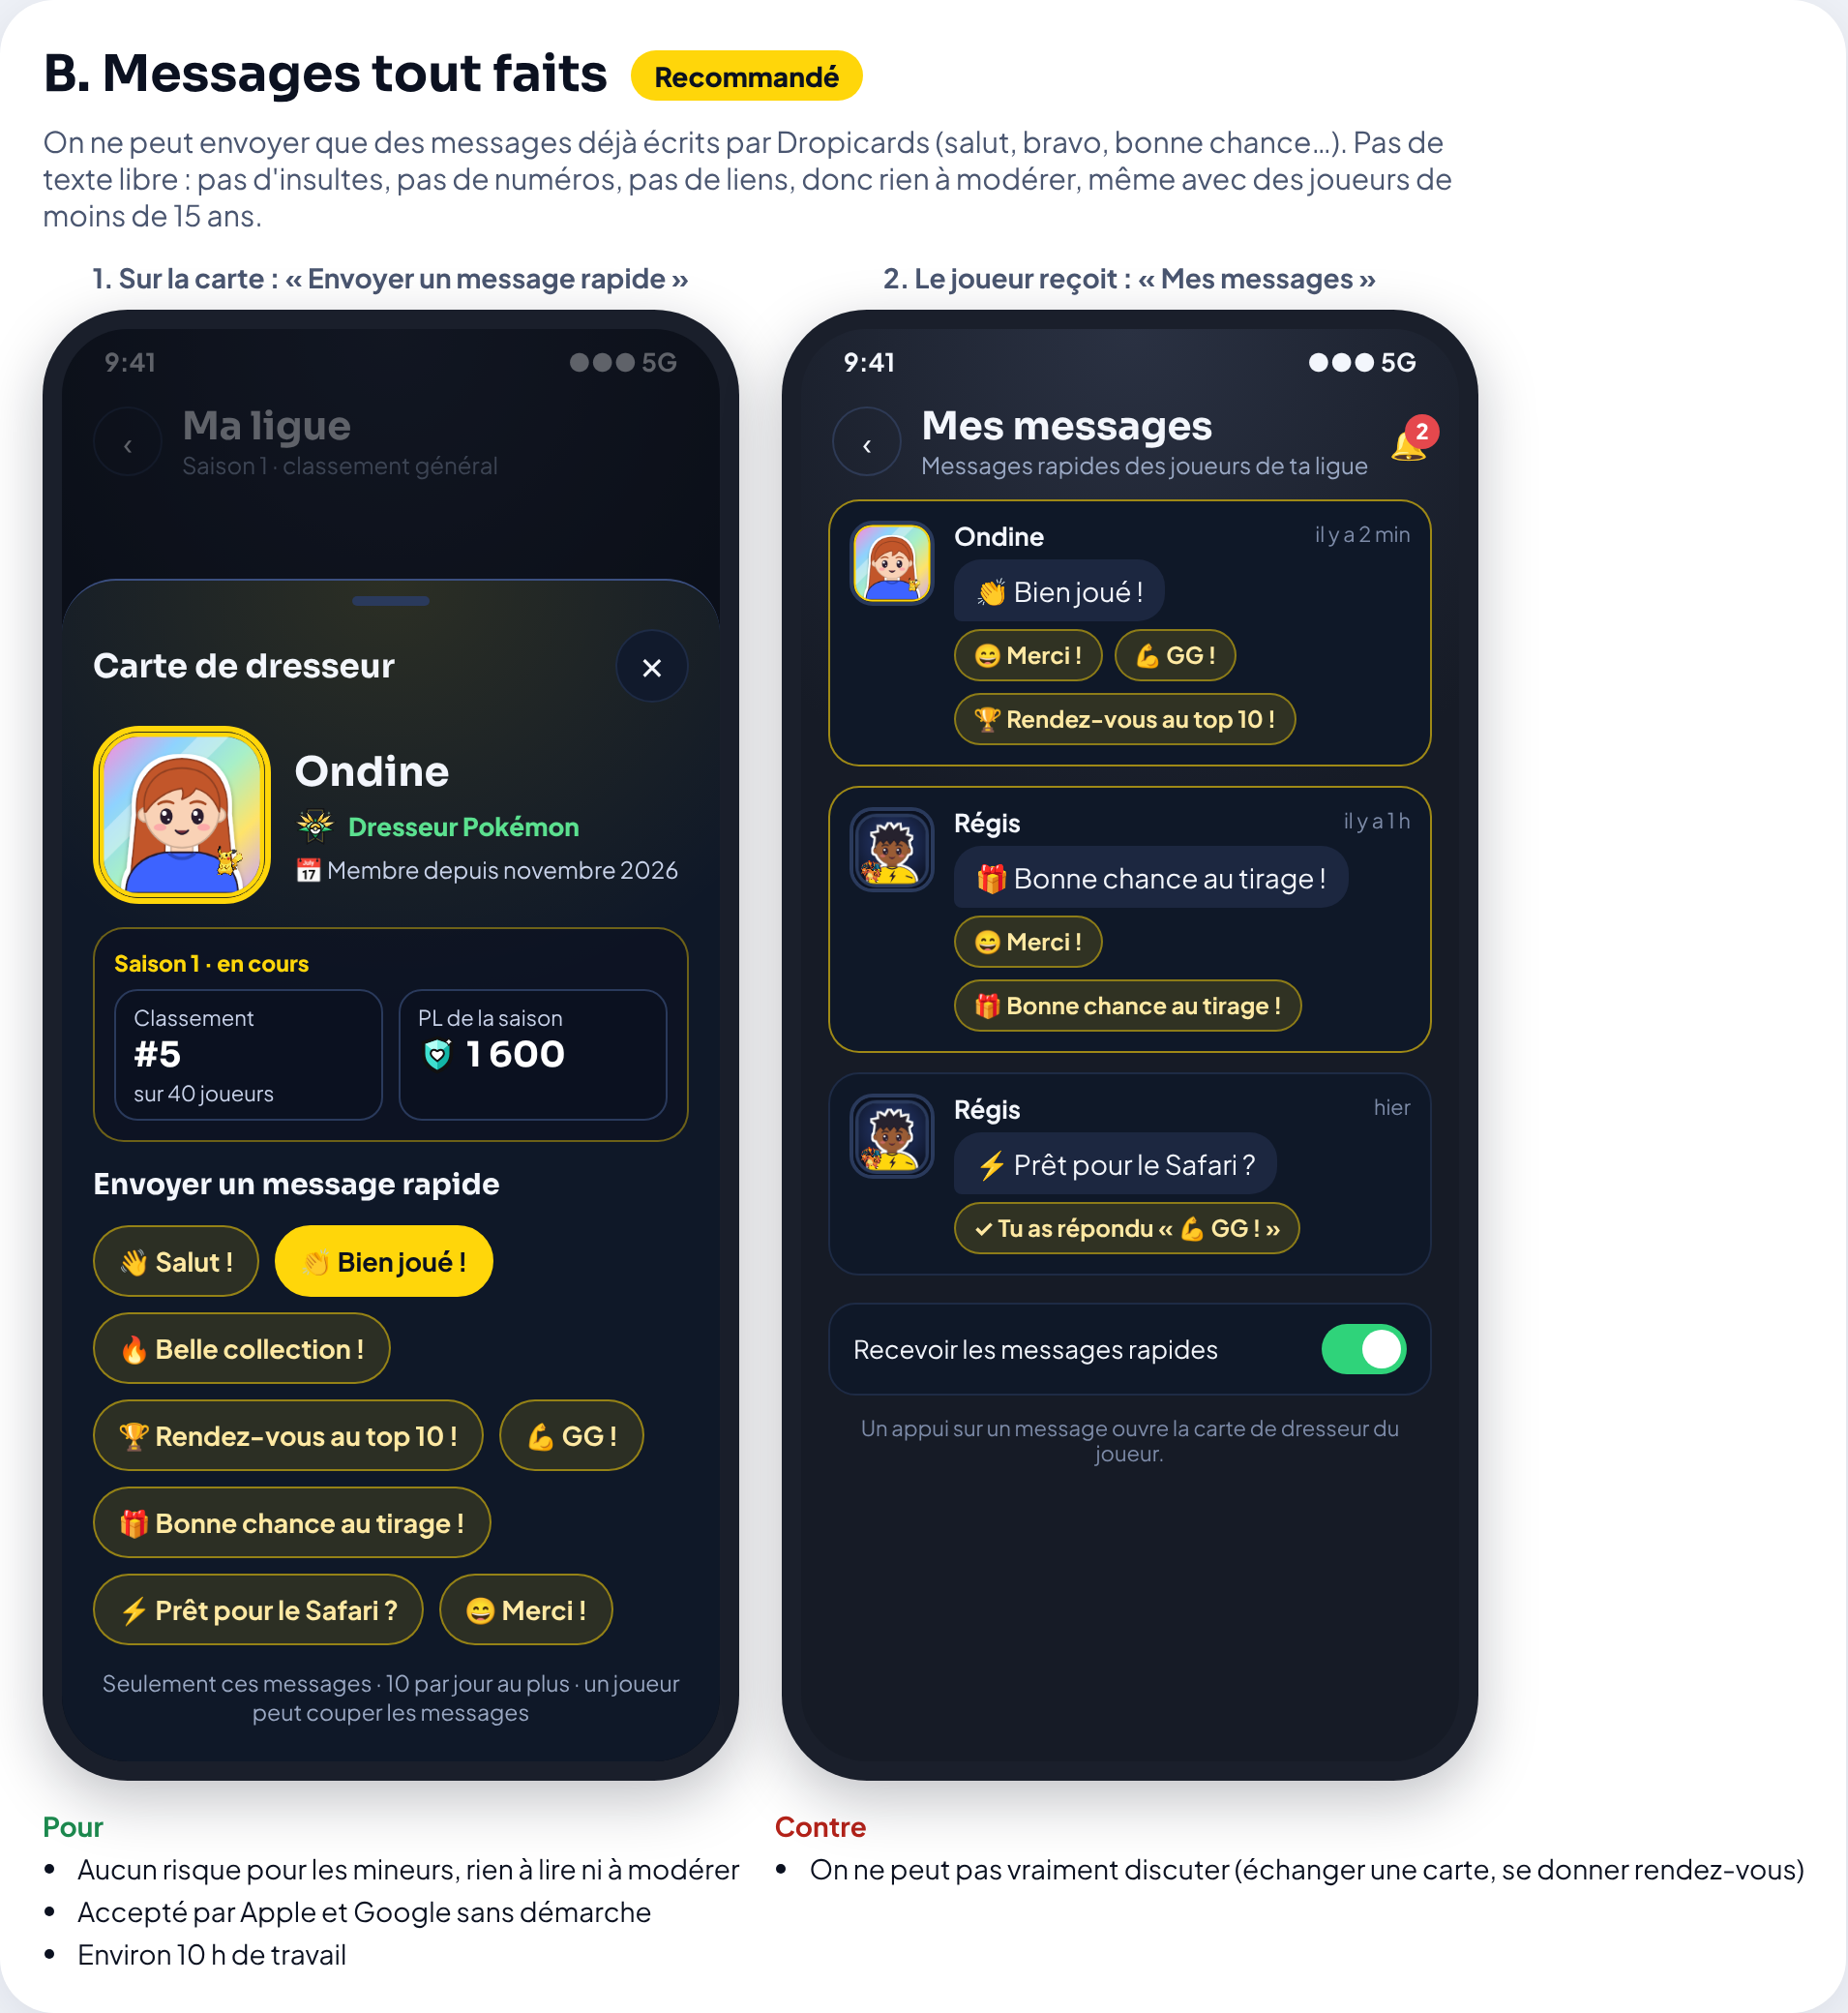 B. Messages tout faits
Recommandé
On ne peut envoyer que des messages déjà écrits par Dropicards (salut, bravo, bonne chance…). Pas de
texte libre : pas d'insultes, pas de numéros, pas de liens, donc rien à modérer, même avec des joueurs de
moins de 15 ans.
1. Sur la carte : « Envoyer un message rapide »
9:41
5G
‹
Ma ligue
Saison 1 · classement général
Carte de dresseur
×
Ondine
Dresseur Pokémon
📅 Membre depuis novembre 2026
Saison 1 · en cours
Classement
#5
sur 40 joueurs
PL de la saison
1 600
Envoyer un message rapide
👋 Salut !
👏 Bien joué !
🔥 Belle collection !
🏆 Rendez-vous au top 10 !
💪 GG !
🎁 Bonne chance au tirage !
⚡ Prêt pour le Safari ?
😄 Merci !
Seulement ces messages · 10 par jour au plus · un joueur
peut couper les messages
2. Le joueur reçoit : « Mes messages »
9:41
5G
‹
Mes messages
Messages rapides des joueurs de ta ligue
🔔 2
Ondine
il y a 2 min
👏 Bien joué !
😄 Merci !
💪 GG !
🏆 Rendez-vous au top 10 !
Régis
il y a 1 h
🎁 Bonne chance au tirage !
😄 Merci !
🎁 Bonne chance au tirage !
Régis
hier
⚡ Prêt pour le Safari ?
✓ Tu as répondu « 💪 GG ! »
Recevoir les messages rapides
Un appui sur un message ouvre la carte de dresseur du
joueur.
Pour
• Aucun risque pour les mineurs, rien à lire ni à modérer
• Accepté par Apple et Google sans démarche
• Environ 10 h de travail
Contre
• On ne peut pas vraiment discuter (échanger une carte, se donner rendez-vous)